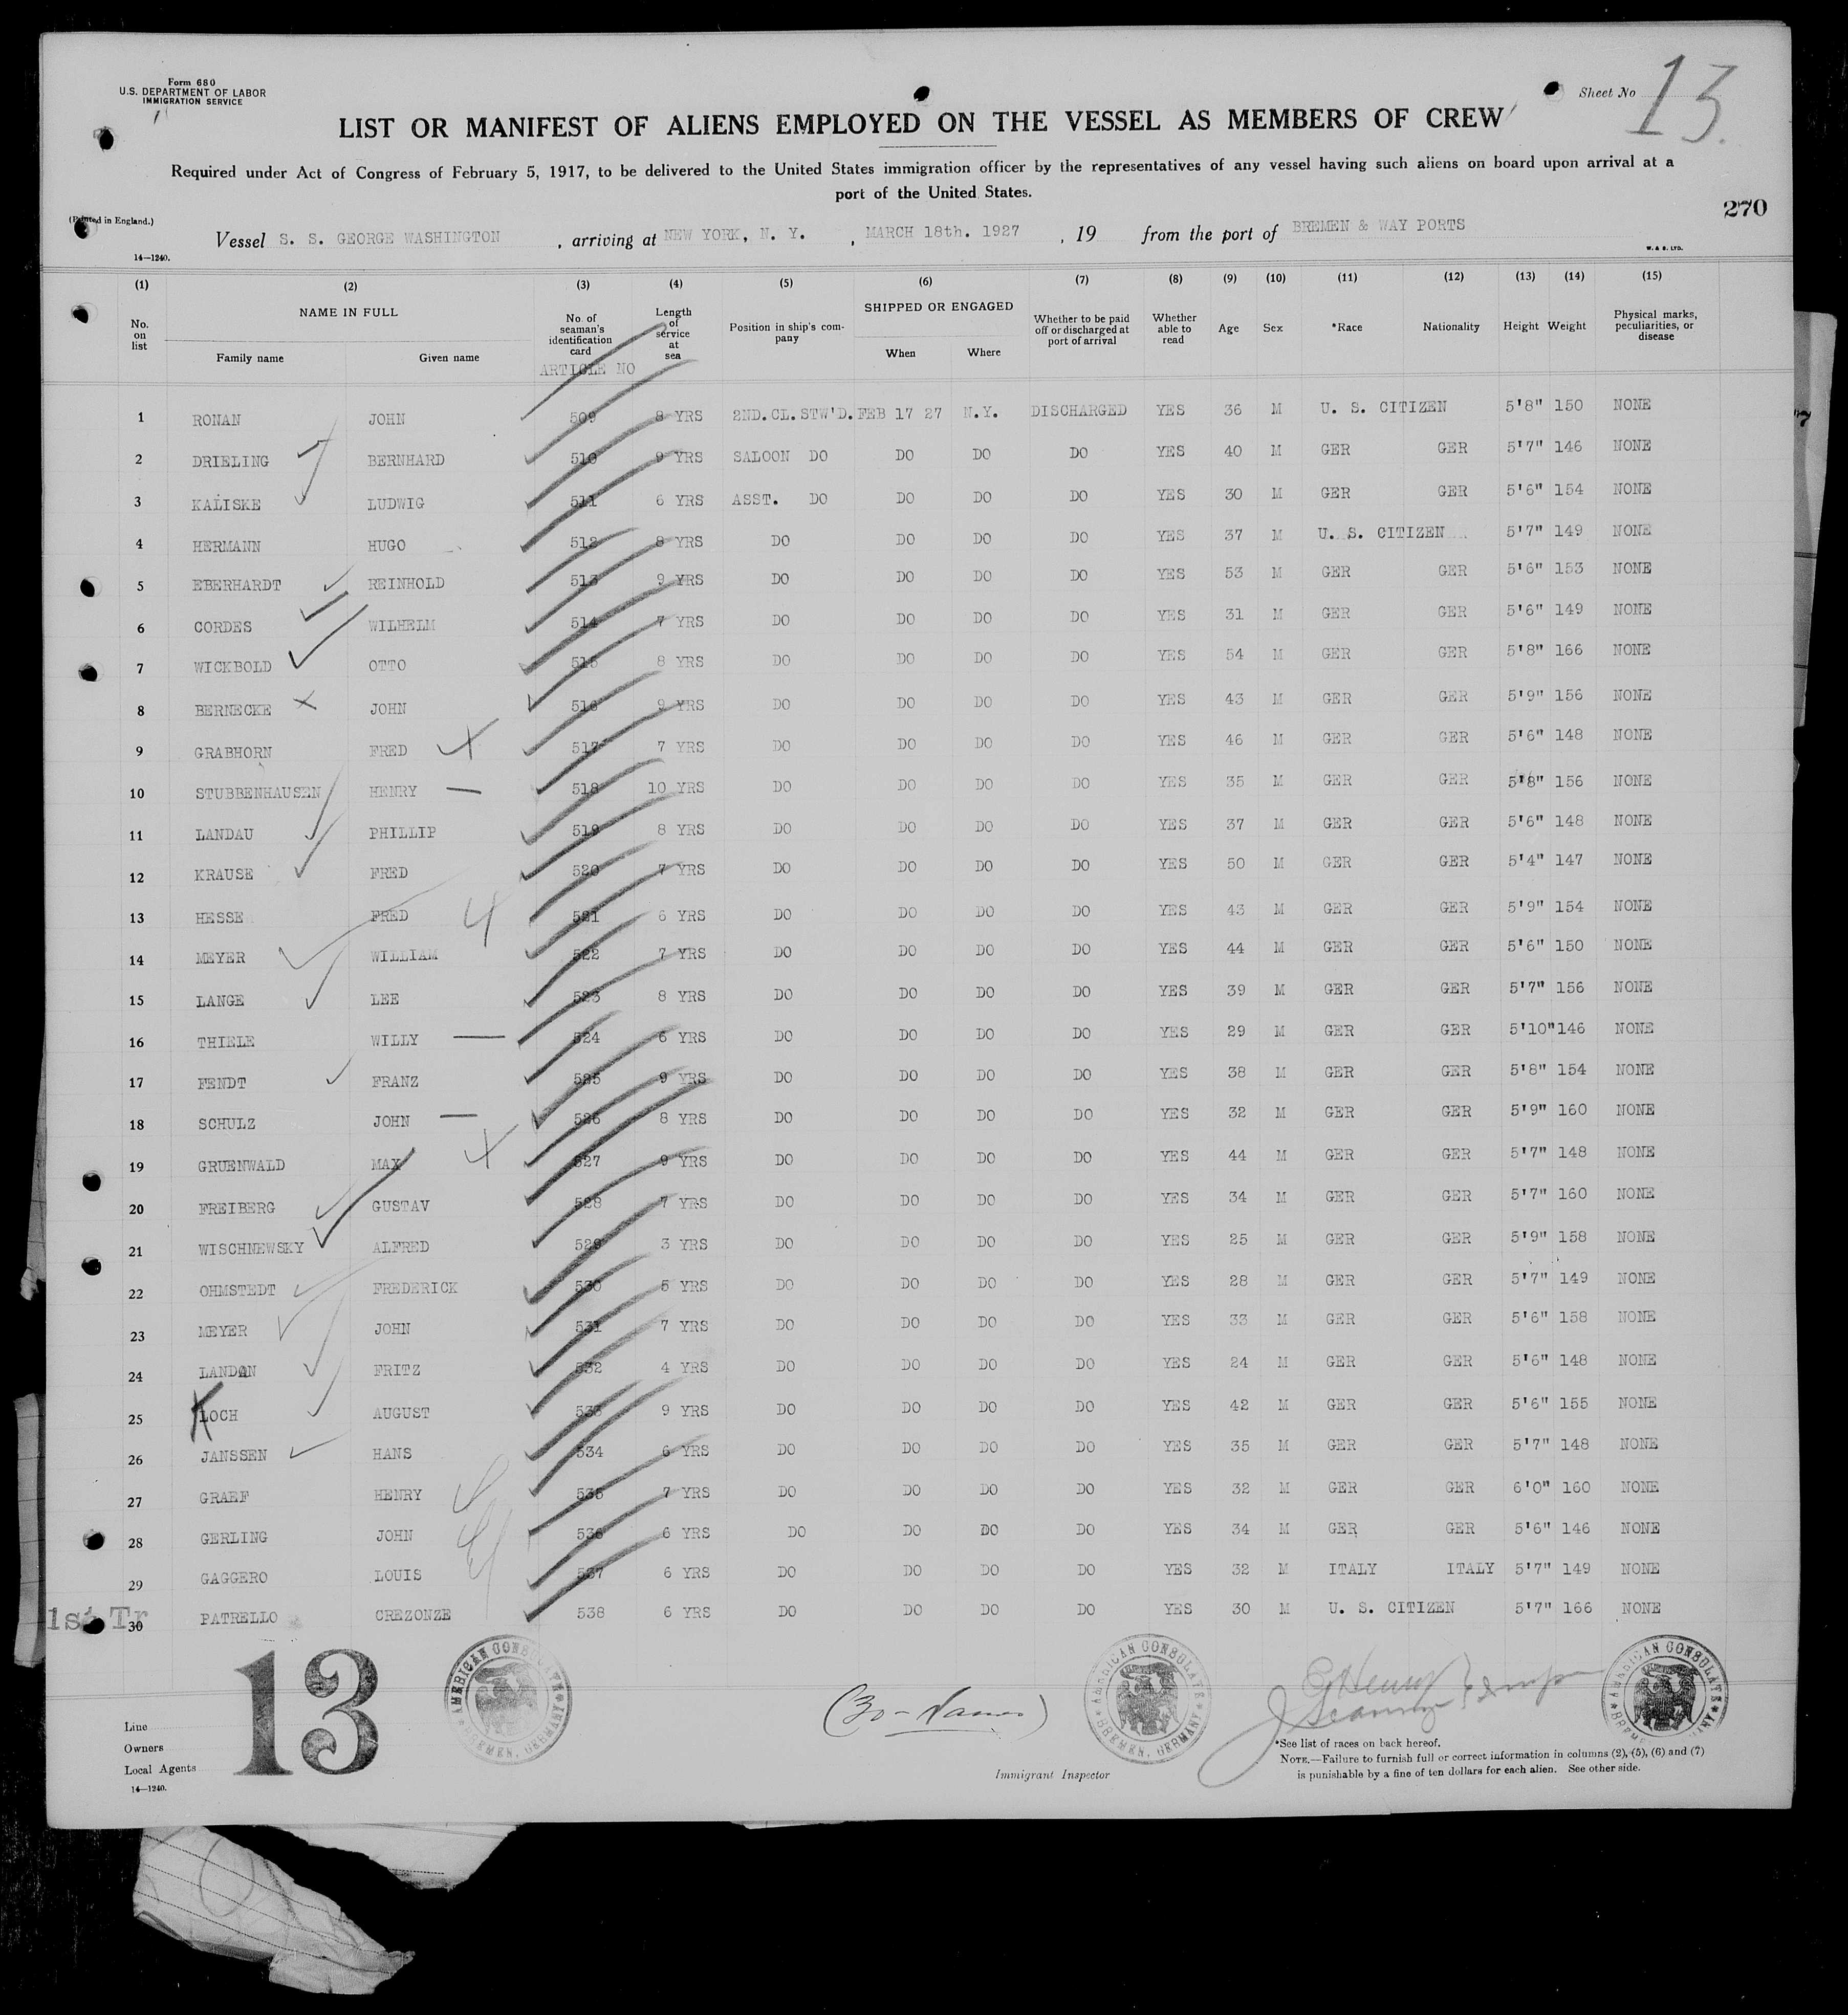 Form 680
U.S. DEPARTMENT OF LABOR
IMMIGRATION SERVICE
Sheet No 13.
LIST OR MANIFEST OF ALIENS EMPLOYED ON THE VESSEL AS MEMBERS OF CREW
Required under Act of Congress of February 5, 1917, to be delivered to the United States immigration officer by the representatives of any vessel having such aliens on board upon arrival at a
port of the United States.
270
(Printed in England.)
Vessel S. S. GEORGE WASHINGTON , arriving at NEW YORK, N. Y. , MARCH 18th. 1927 , 19 from the port of BREMEN & WAY PORTS
14—1240.
W. & S. LTD.
(1) (2) (3) (4) (5) (6) (7) (8) (9) (10) (11) (12) (13) (14) (15)
No. on list NAME IN FULL Family name Given name No. of seaman's identification card Length of service at sea Position in ship's company SHIPPED OR ENGAGED When Where Whether to be paid off or discharged at port of arrival Whether able to read Age Sex *Race Nationality Height Weight Physical marks, peculiarities, or disease
ARTICLE NO
1 RONAN JOHN 509 8 YRS 2ND.CL.STW'D. FEB 17 27 N.Y. DISCHARGED YES 36 M U. S. CITIZEN 5'8" 150 NONE
2 DRIELING BERNHARD 510 9 YRS SALOON DO DO DO DO YES 40 M GER GER 5'7" 146 NONE
3 KALISKE LUDWIG 511 6 YRS ASST. DO DO DO DO YES 30 M GER GER 5'6" 154 NONE
4 HERMANN HUGO 512 8 YRS DO DO DO DO YES 37 M U. S. CITIZEN 5'7" 149 NONE
5 EBERHARDT REINHOLD 513 9 YRS DO DO DO DO YES 53 M GER GER 5'6" 153 NONE
6 CORDES WILHELM 514 7 YRS DO DO DO DO YES 31 M GER GER 5'6" 149 NONE
7 WICKBOLD OTTO 515 8 YRS DO DO DO DO YES 54 M GER GER 5'8" 166 NONE
8 BERNECKE JOHN 516 9 YRS DO DO DO DO YES 43 M GER GER 5'9" 156 NONE
9 GRABHORN FRED 517 7 YRS DO DO DO DO YES 46 M GER GER 5'6" 148 NONE
10 STUBBENHAUSEN HENRY 518 10 YRS DO DO DO DO YES 35 M GER GER 5'8" 156 NONE
11 LANDAU PHILLIP 519 8 YRS DO DO DO DO YES 37 M GER GER 5'6" 148 NONE
12 KRAUSE FRED 520 7 YRS DO DO DO DO YES 50 M GER GER 5'4" 147 NONE
13 HESSE FRED 521 6 YRS DO DO DO DO YES 43 M GER GER 5'9" 154 NONE
14 MEYER WILLIAM 522 7 YRS DO DO DO DO YES 44 M GER GER 5'6" 150 NONE
15 LANGE LEE 523 8 YRS DO DO DO DO YES 39 M GER GER 5'7" 156 NONE
16 THIELE WILLY 524 6 YRS DO DO DO DO YES 29 M GER GER 5'10" 146 NONE
17 FENDT FRANZ 525 9 YRS DO DO DO DO YES 38 M GER GER 5'8" 154 NONE
18 SCHULZ JOHN 526 8 YRS DO DO DO DO YES 32 M GER GER 5'9" 160 NONE
19 GRUENWALD MAX 527 9 YRS DO DO DO DO YES 44 M GER GER 5'7" 148 NONE
20 FREIBERG GUSTAV 528 7 YRS DO DO DO DO YES 34 M GER GER 5'7" 160 NONE
21 WISCHNEWSKY ALFRED 529 3 YRS DO DO DO DO YES 25 M GER GER 5'9" 158 NONE
22 OHMSTEDT FREDERICK 530 5 YRS DO DO DO DO YES 28 M GER GER 5'7" 149 NONE
23 MEYER JOHN 531 7 YRS DO DO DO DO YES 33 M GER GER 5'6" 158 NONE
24 LANDON FRITZ 532 4 YRS DO DO DO DO YES 24 M GER GER 5'6" 148 NONE
25 KLOCH AUGUST 533 9 YRS DO DO DO DO YES 42 M GER GER 5'6" 155 NONE
26 JANSSEN HANS 534 6 YRS DO DO DO DO YES 35 M GER GER 5'7" 148 NONE
27 GRAEF HENRY 535 7 YRS DO DO DO DO YES 32 M GER GER 6'0" 160 NONE
28 GERLING JOHN 536 6 YRS DO DO DO DO YES 34 M GER GER 5'6" 146 NONE
29 GAGGERO LOUIS 537 6 YRS DO DO DO DO YES 32 M ITALY ITALY 5'7" 149 NONE
30 PATRELLO CREZONZE 538 6 YRS DO DO DO DO YES 30 M U. S. CITIZEN 5'7" 166 NONE
1st Tr
13
AMERICAN CONSULATE BREMEN, GERMANY
(30 - Names)
AMERICAN CONSULATE BREMEN, GERMANY
AMERICAN CONSULATE BREMEN, GERMANY
Line
Owners
Local Agents
14—1240.
Immigrant Inspector
*See list of races on back hereof.
NOTE.—Failure to furnish full or correct information in columns (2), (5), (6) and (7)
is punishable by a fine of ten dollars for each alien. See other side.